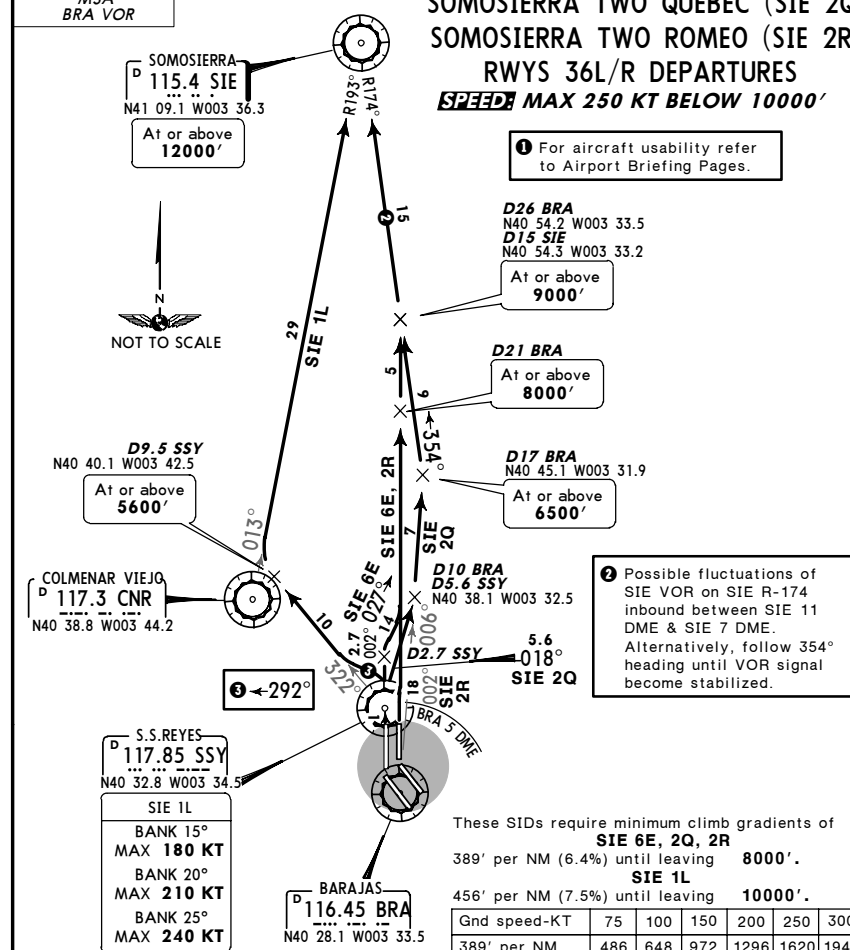 MSA
BRA VOR
SOMOSIERRA TWO QUEBEC (SIE 2Q
SOMOSIERRA TWO ROMEO (SIE 2R
RWYS 36L/R DEPARTURES
SPEED: MAX 250 KT BELOW 10000'
❶ For aircraft usability refer
to Airport Briefing Pages.
SOMOSIERRA
D 115.4 SIE
N41 09.1 W003 36.3
At or above
12000'
R193°
R174°
15
❷
D26 BRA
N40 54.2 W003 33.5
D15 SIE
N40 54.3 W003 33.2
At or above
9000'
N
NOT TO SCALE
29
SIE 1L
5
9
D21 BRA
At or above
8000'
354°
D17 BRA
N40 45.1 W003 31.9
At or above
6500'
D9.5 SSY
N40 40.1 W003 42.5
At or above
5600'
013°
SIE 6E, 2R
7
SIE
2Q
SIE 6E
027°
14
D10 BRA
D5.6 SSY
N40 38.1 W003 32.5
COLMENAR VIEJO
D 117.3 CNR
N40 38.8 W003 44.2
10
2.7
002°
006°
D2.7 SSY
5.6
018°
SIE 2Q
❸
322°
❸ 292°
18
002°
SIE
2R
1
BRA 5 DME
❷ Possible fluctuations of
SIE VOR on SIE R-174
inbound between SIE 11
DME & SIE 7 DME.
Alternatively, follow 354°
heading until VOR signal
become stabilized.
S.S.REYES
D 117.85 SSY
N40 32.8 W003 34.5
SIE 1L
BANK 15°
MAX 180 KT
BANK 20°
MAX 210 KT
BANK 25°
MAX 240 KT
BARAJAS
D 116.45 BRA
N40 28.1 W003 33.5
These SIDs require minimum climb gradients of
SIE 6E, 2Q, 2R
389' per NM (6.4%) until leaving 8000'.
SIE 1L
456' per NM (7.5%) until leaving 10000'.
Gnd speed-KT 75 100 150 200 250 300
389' per NM 486 648 972 1296 1620 194